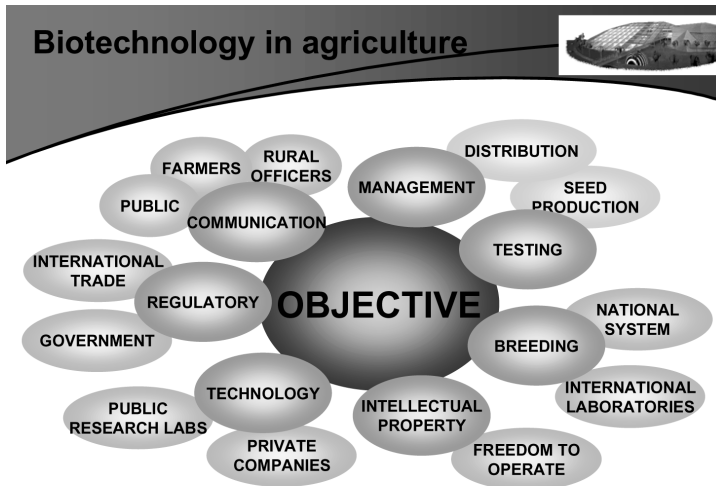 Biotechnology in agriculture
FARMERS
RURAL
OFFICERS
PUBLIC
COMMUNICATION
MANAGEMENT
DISTRIBUTION
SEED
PRODUCTION
TESTING
INTERNATIONAL
TRADE
REGULATORY
GOVERNMENT
OBJECTIVE
NATIONAL
SYSTEM
BREEDING
INTERNATIONAL
LABORATORIES
TECHNOLOGY
PUBLIC
RESEARCH LABS
PRIVATE
COMPANIES
INTELLECTUAL
PROPERTY
FREEDOM TO
OPERATE